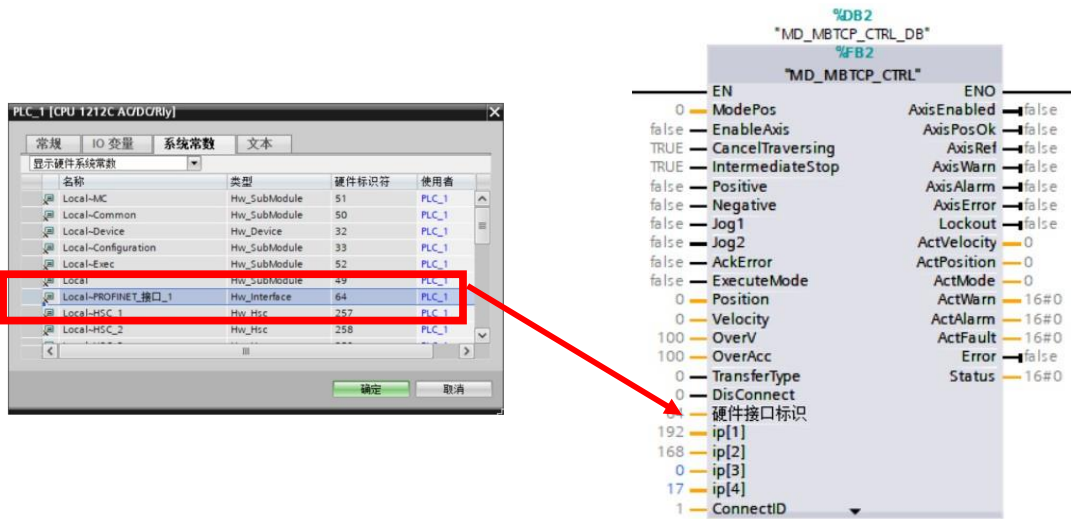 PLC_1 [CPU 1212C AC/DC/Rly]
常规 IO 变量 系统常数 文本
显示硬件系统常数
名称 类型 硬件标识符 使用者
Local~MC Hw_SubModule 51 PLC_1
Local~Common Hw_SubModule 50 PLC_1
Local~Device Hw_Device 32 PLC_1
Local~Configuration Hw_SubModule 33 PLC_1
Local~Exec Hw_SubModule 52 PLC_1
Local Hw_SubModule 49 PLC_1
Local~PROFINET_接口_1 Hw_Interface 64 PLC_1
Local~HSC_1 Hw_Hsc 257 PLC_1
Local~HSC_2 Hw_Hsc 258 PLC_1
确定 取消
%DB2
"MD_MBTCP_CTRL_DB"
%FB2
"MD_MBTCP_CTRL"
EN ENO
0 ModePos AxisEnabled false
false EnableAxis AxisPosOk false
TRUE CancelTraversing AxisRef false
TRUE IntermediateStop AxisWarn false
false Positive AxisAlarm false
false Negative AxisError false
false Jog1 Lockout false
false Jog2 ActVelocity 0
false AckError ActPosition 0
false ExecuteMode ActMode 0
0 Position ActWarn 16#0
0 Velocity ActAlarm 16#0
100 OverV ActFault 16#0
100 OverAcc Error false
0 TransferType Status 16#0
0 DisConnect
64 硬件接口标识
192 ip[1]
168 ip[2]
0 ip[3]
17 ip[4]
1 ConnectID